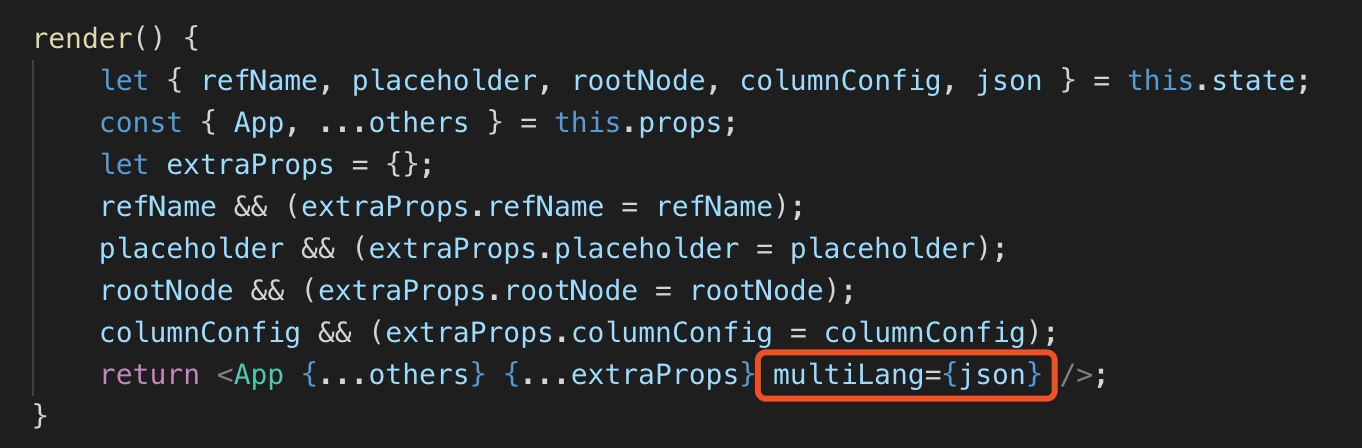 render() {
let { refName, placeholder, rootNode, columnConfig, json } = this.state;
const { App, ...others } = this.props;
let extraProps = {};
refName && (extraProps.refName = refName);
placeholder && (extraProps.placeholder = placeholder);
rootNode && (extraProps.rootNode = rootNode);
columnConfig && (extraProps.columnConfig = columnConfig);
return <App {...others} {...extraProps} multiLang={json} />;
}